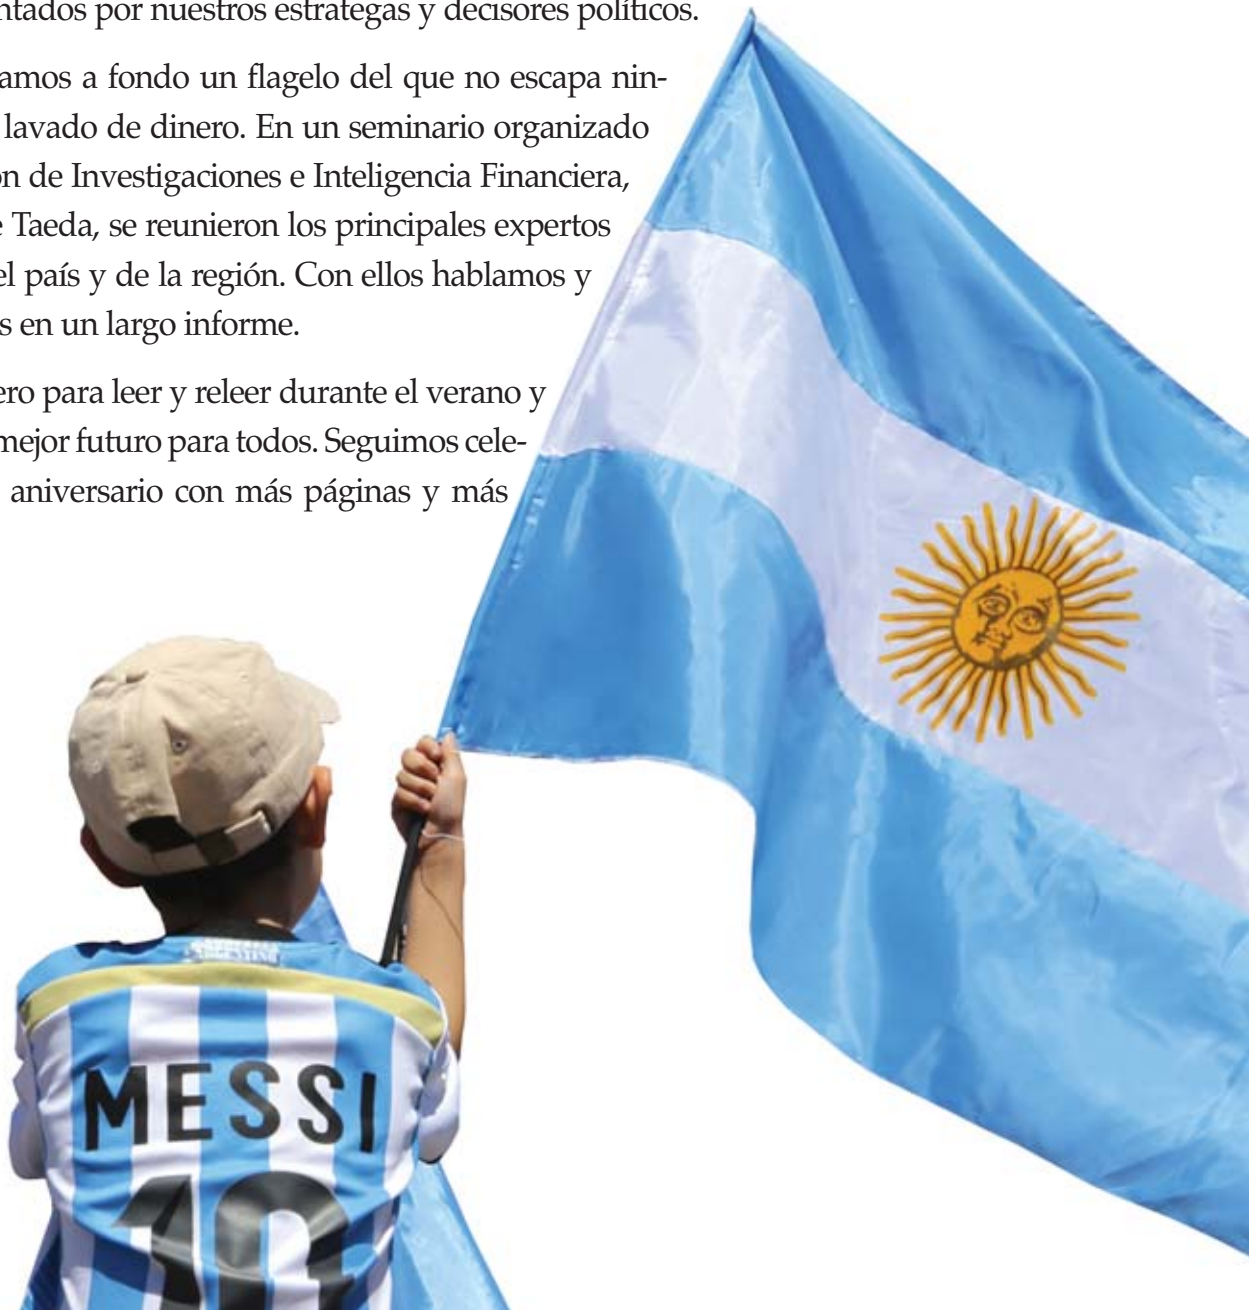 ntados por nuestros estrategas y decisores políticos.
amos a fondo un flagelo del que no escapa nin-
lavado de dinero. En un seminario organizado
ón de Investigaciones e Inteligencia Financiera,
e Taeda, se reunieron los principales expertos
el país y de la región. Con ellos hablamos y
s en un largo informe.
ero para leer y releer durante el verano y
mejor futuro para todos. Seguimos cele-
aniversario con más páginas y más
MESSI
10